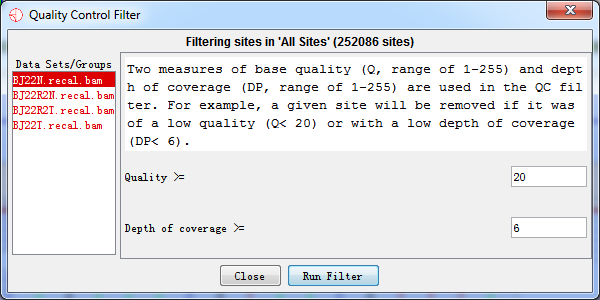 Quality Control Filter
Filtering sites in 'All Sites' (252086 sites)
Data Sets/Groups
BJ22N.recal.bam
BJ22R2N.recal.bam
BJ22R2T.recal.bam
BJ22T.recal.bam
Two measures of base quality (Q, range of 1-255) and dept
h of coverage (DP, range of 1-255) are used in the QC fil
ter. For example, a given site will be removed if it was
of a low quality (Q< 20) or with a low depth of coverage
(DP< 6).
Quality >=
20
Depth of coverage >=
6
Close
Run Filter